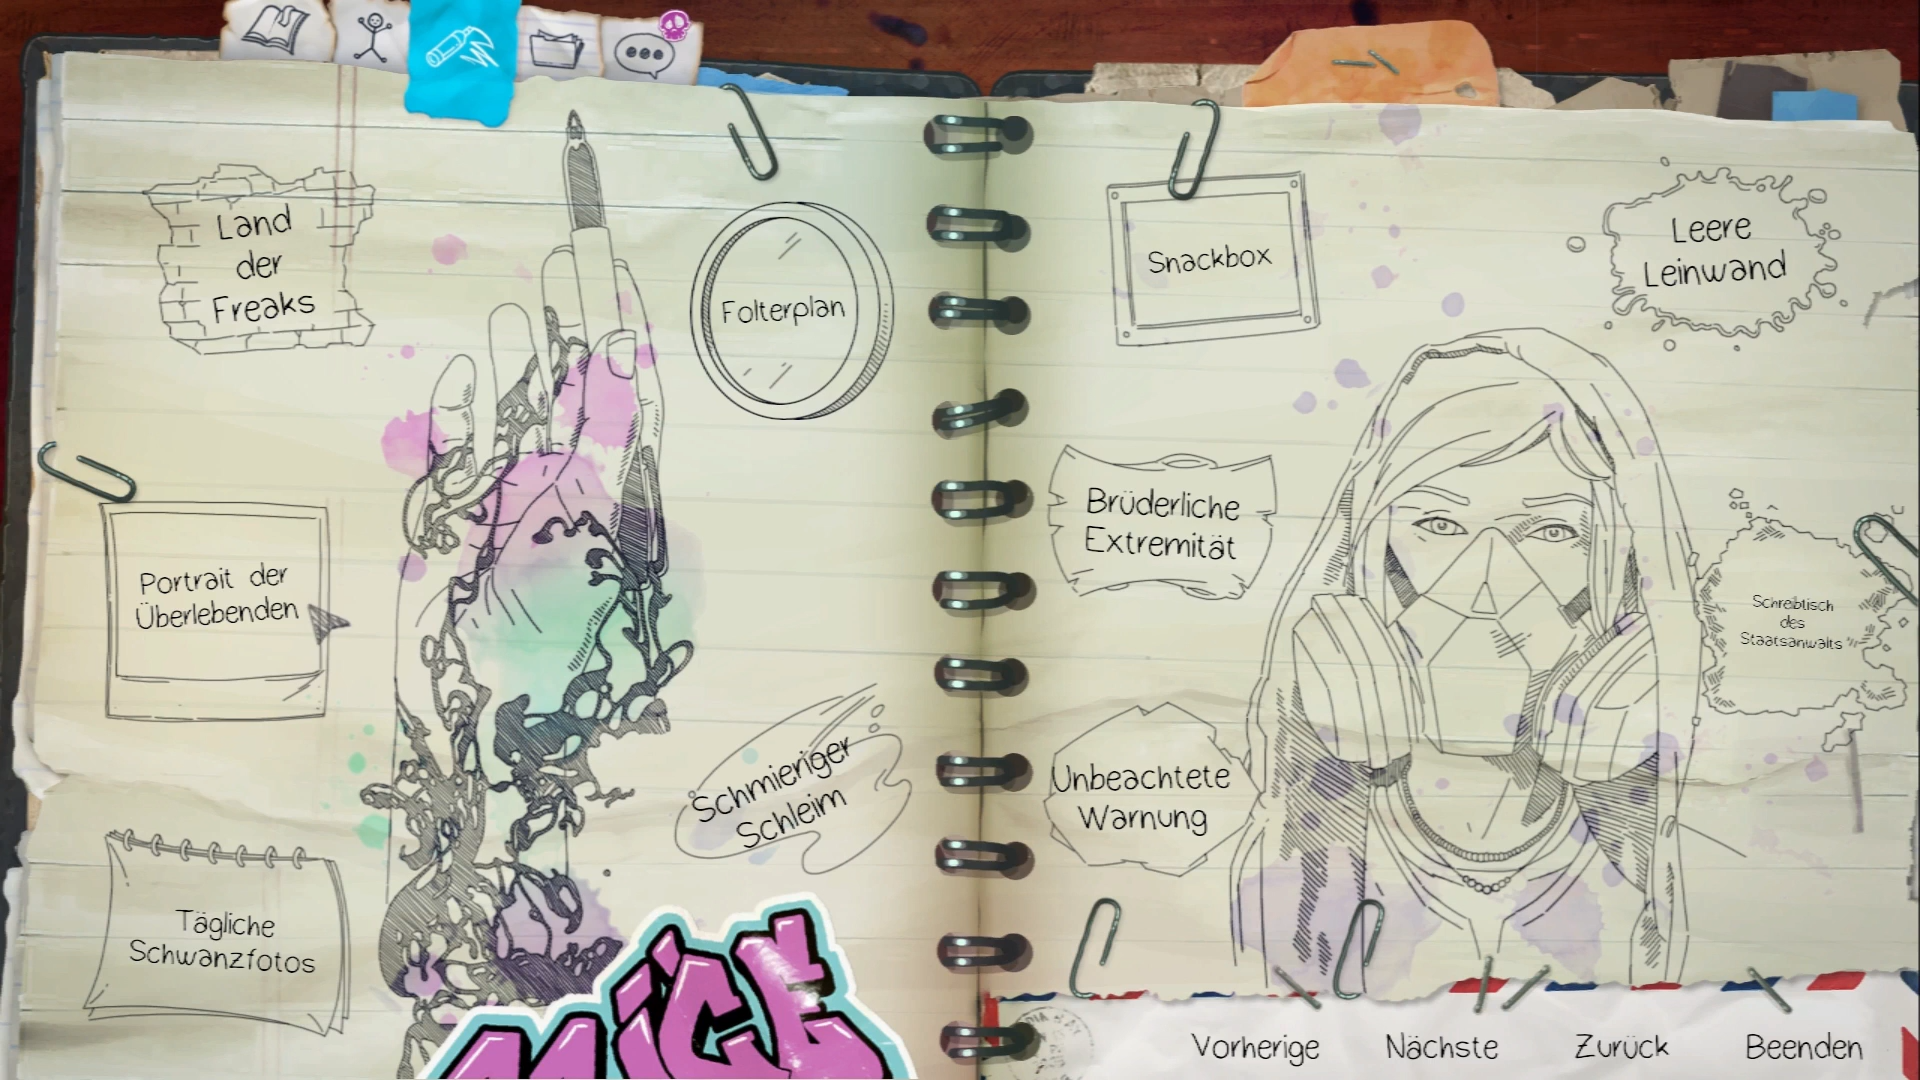 Land
der
Freaks
Folterplan
Portrait der
Überlebenden
Schmieriger
Schleim
Tägliche
Schwanzfotos
Snackbox
Leere
Leinwand
Brüderliche
Extremität
Schreibtisch
des
Staatsanwalts
Unbeachtete
Warnung
Vorherige
Nächste
Zurück
Beenden